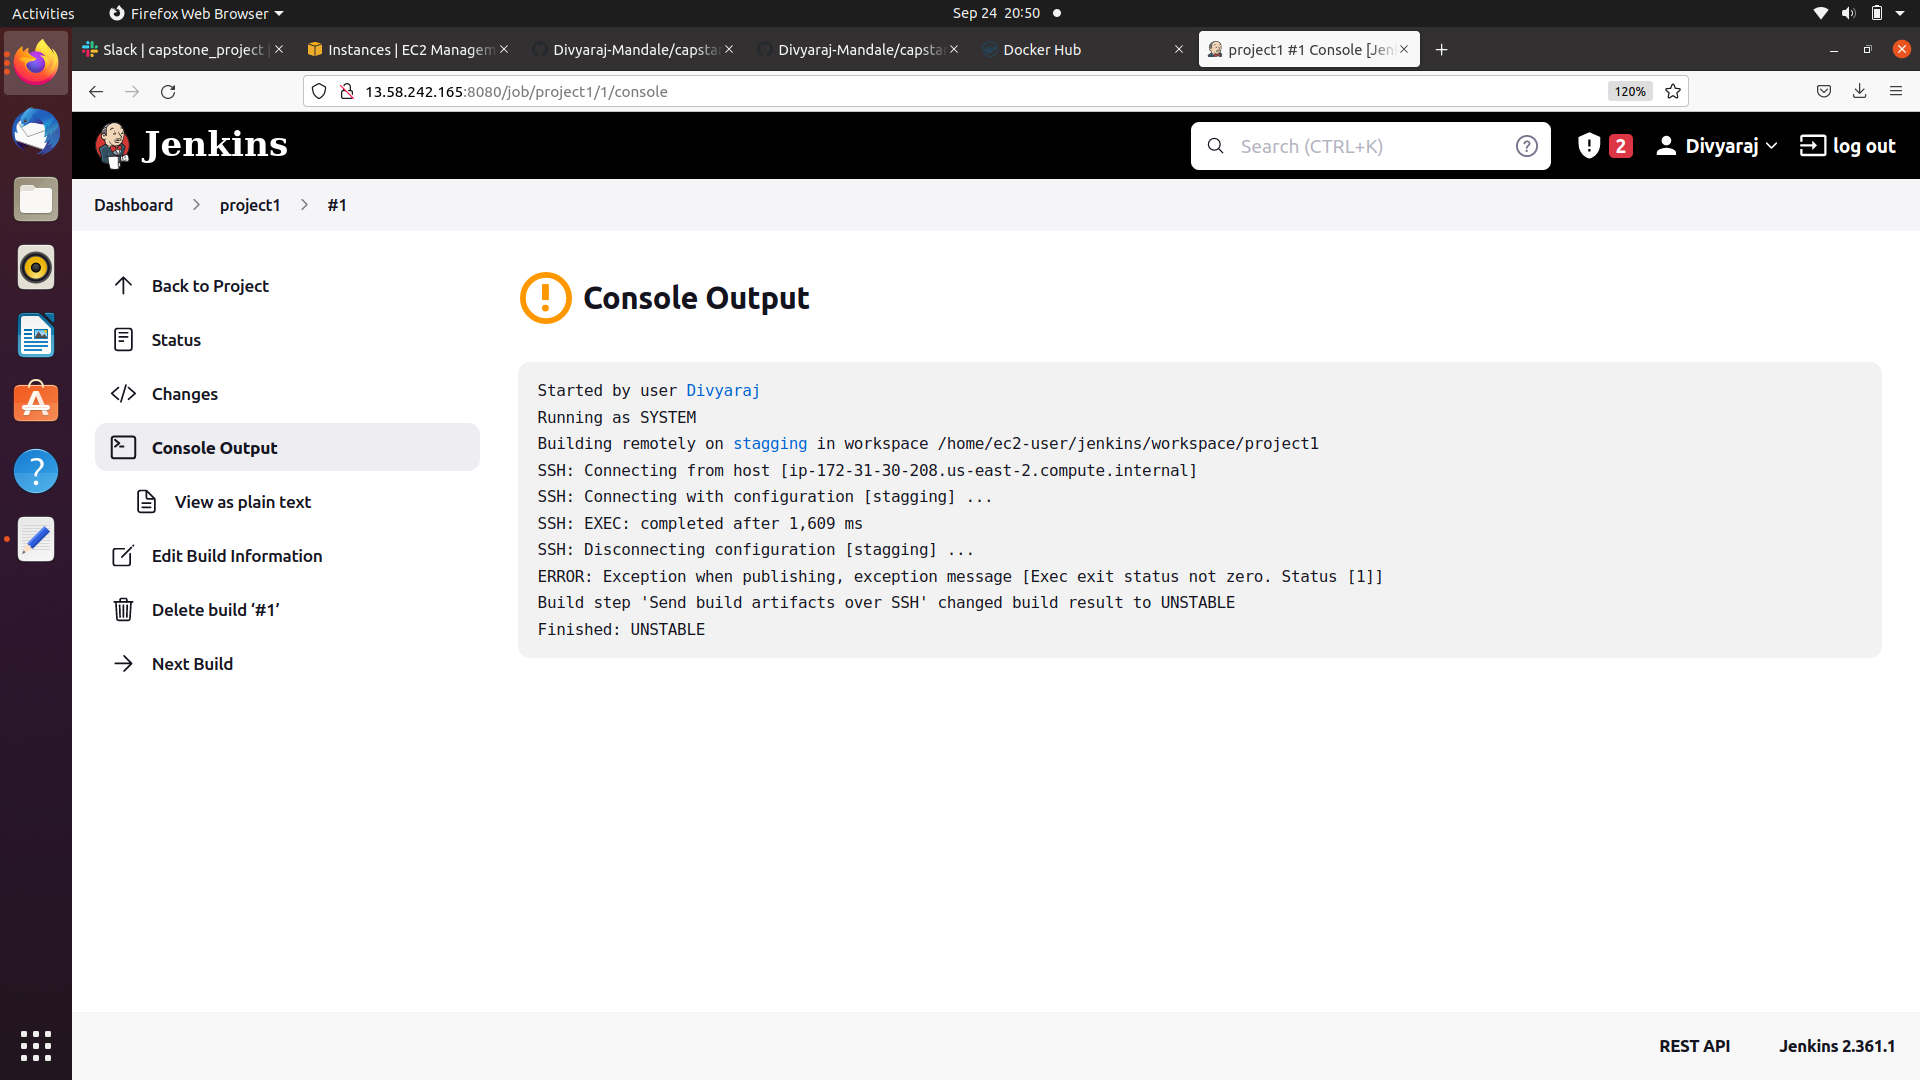 Activities
Firefox Web Browser
Sep 24 20:50
Slack | capstone_project
Instances | EC2 Managem
Divyaraj-Mandale/capsta
Divyaraj-Mandale/capsta
Docker Hub
project1 #1 Console [Jen
13.58.242.165:8080/job/project1/1/console
120%
Jenkins
Search (CTRL+K)
2
Divyaraj
log out
Dashboard
project1
#1
Back to Project
Status
Changes
Console Output
View as plain text
Edit Build Information
Delete build ‘#1’
Next Build
Console Output
Started by user Divyaraj
Running as SYSTEM
Building remotely on stagging in workspace /home/ec2-user/jenkins/workspace/project1
SSH: Connecting from host [ip-172-31-30-208.us-east-2.compute.internal]
SSH: Connecting with configuration [stagging] ...
SSH: EXEC: completed after 1,609 ms
SSH: Disconnecting configuration [stagging] ...
ERROR: Exception when publishing, exception message [Exec exit status not zero. Status [1]]
Build step 'Send build artifacts over SSH' changed build result to UNSTABLE
Finished: UNSTABLE
REST API
Jenkins 2.361.1